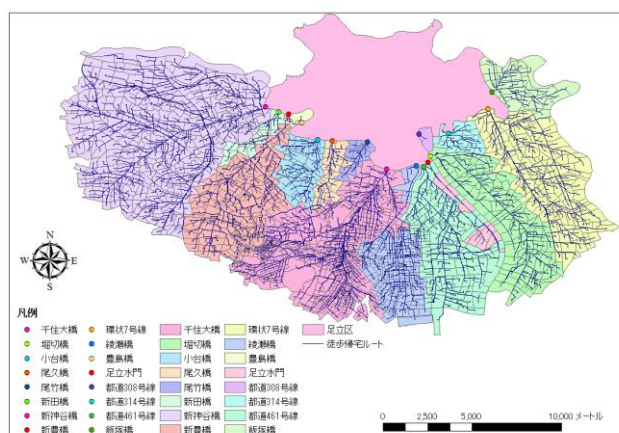 N
W E
S
凡例
千住大橋 環状7号線 千住大橋 環状7号線 足立区
堀切橋 綾瀬橋 堀切橋 綾瀬橋 徒歩帰宅ルート
小台橋 豊島橋 小台橋 豊島橋
尾久橋 足立水門 尾久橋 足立水門
尾竹橋 都道308号線 尾竹橋 都道308号線
新田橋 都道314号線 新田橋 都道314号線
新神谷橋 都道461号線 新神谷橋 都道461号線
新豊橋 飯塚橋 新豊橋 飯塚橋
0 2,500 5,000 10,000 メートル